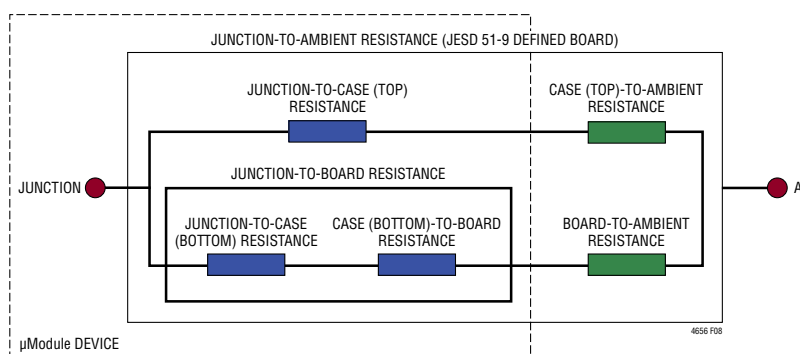 JUNCTION-TO-AMBIENT RESISTANCE (JESD 51-9 DEFINED BOARD)
JUNCTION-TO-CASE (TOP)
RESISTANCE
CASE (TOP)-TO-AMBIENT
RESISTANCE
JUNCTION-TO-BOARD RESISTANCE
JUNCTION
A
JUNCTION-TO-CASE
(BOTTOM) RESISTANCE
CASE (BOTTOM)-TO-BOARD
RESISTANCE
BOARD-TO-AMBIENT
RESISTANCE
4656 F08
µModule DEVICE